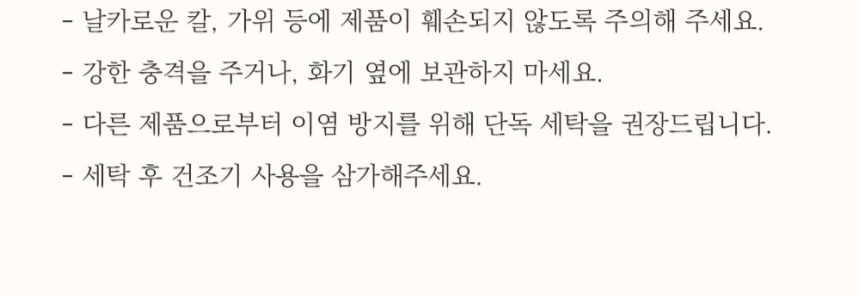 - 날카로운 칼, 가위 등에 제품이 훼손되지 않도록 주의해 주세요.
- 강한 충격을 주거나, 화기 옆에 보관하지 마세요.
- 다른 제품으로부터 이염 방지를 위해 단독 세탁을 권장드립니다.
- 세탁 후 건조기 사용을 삼가해주세요.